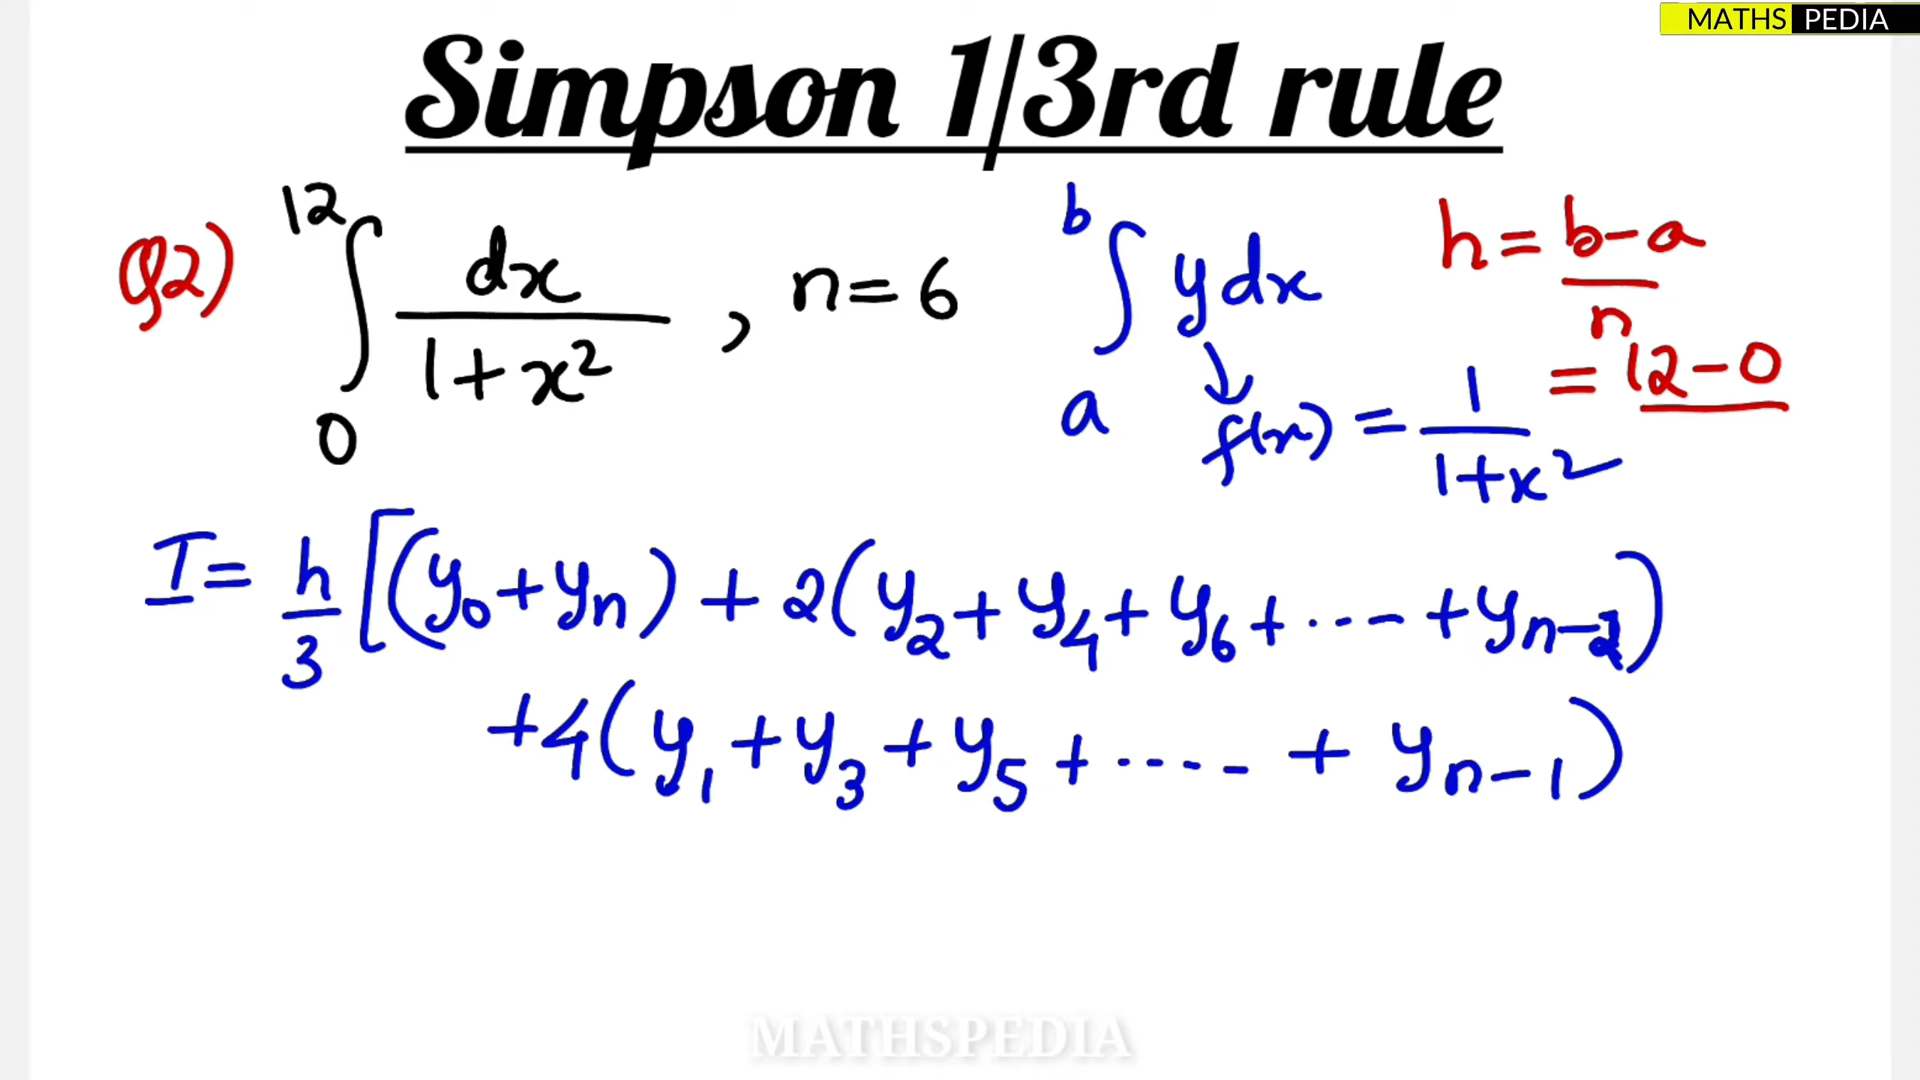 MATHS PEDIA
Simpson 1/3rd rule
Q2) ∫₀¹² dx/(1+x²) , n=6
∫ₐᵇ y dx
↓
f(x) = 1/(1+x²)
h = (b-a)/n
= 12-0
I = h/3 [(y₀+yₙ) + 2(y₂+y₄+y₆+....+yₙ₋₂)
+4(y₁+y₃+y₅+.....+yₙ₋₁)
MATHSPEDIA